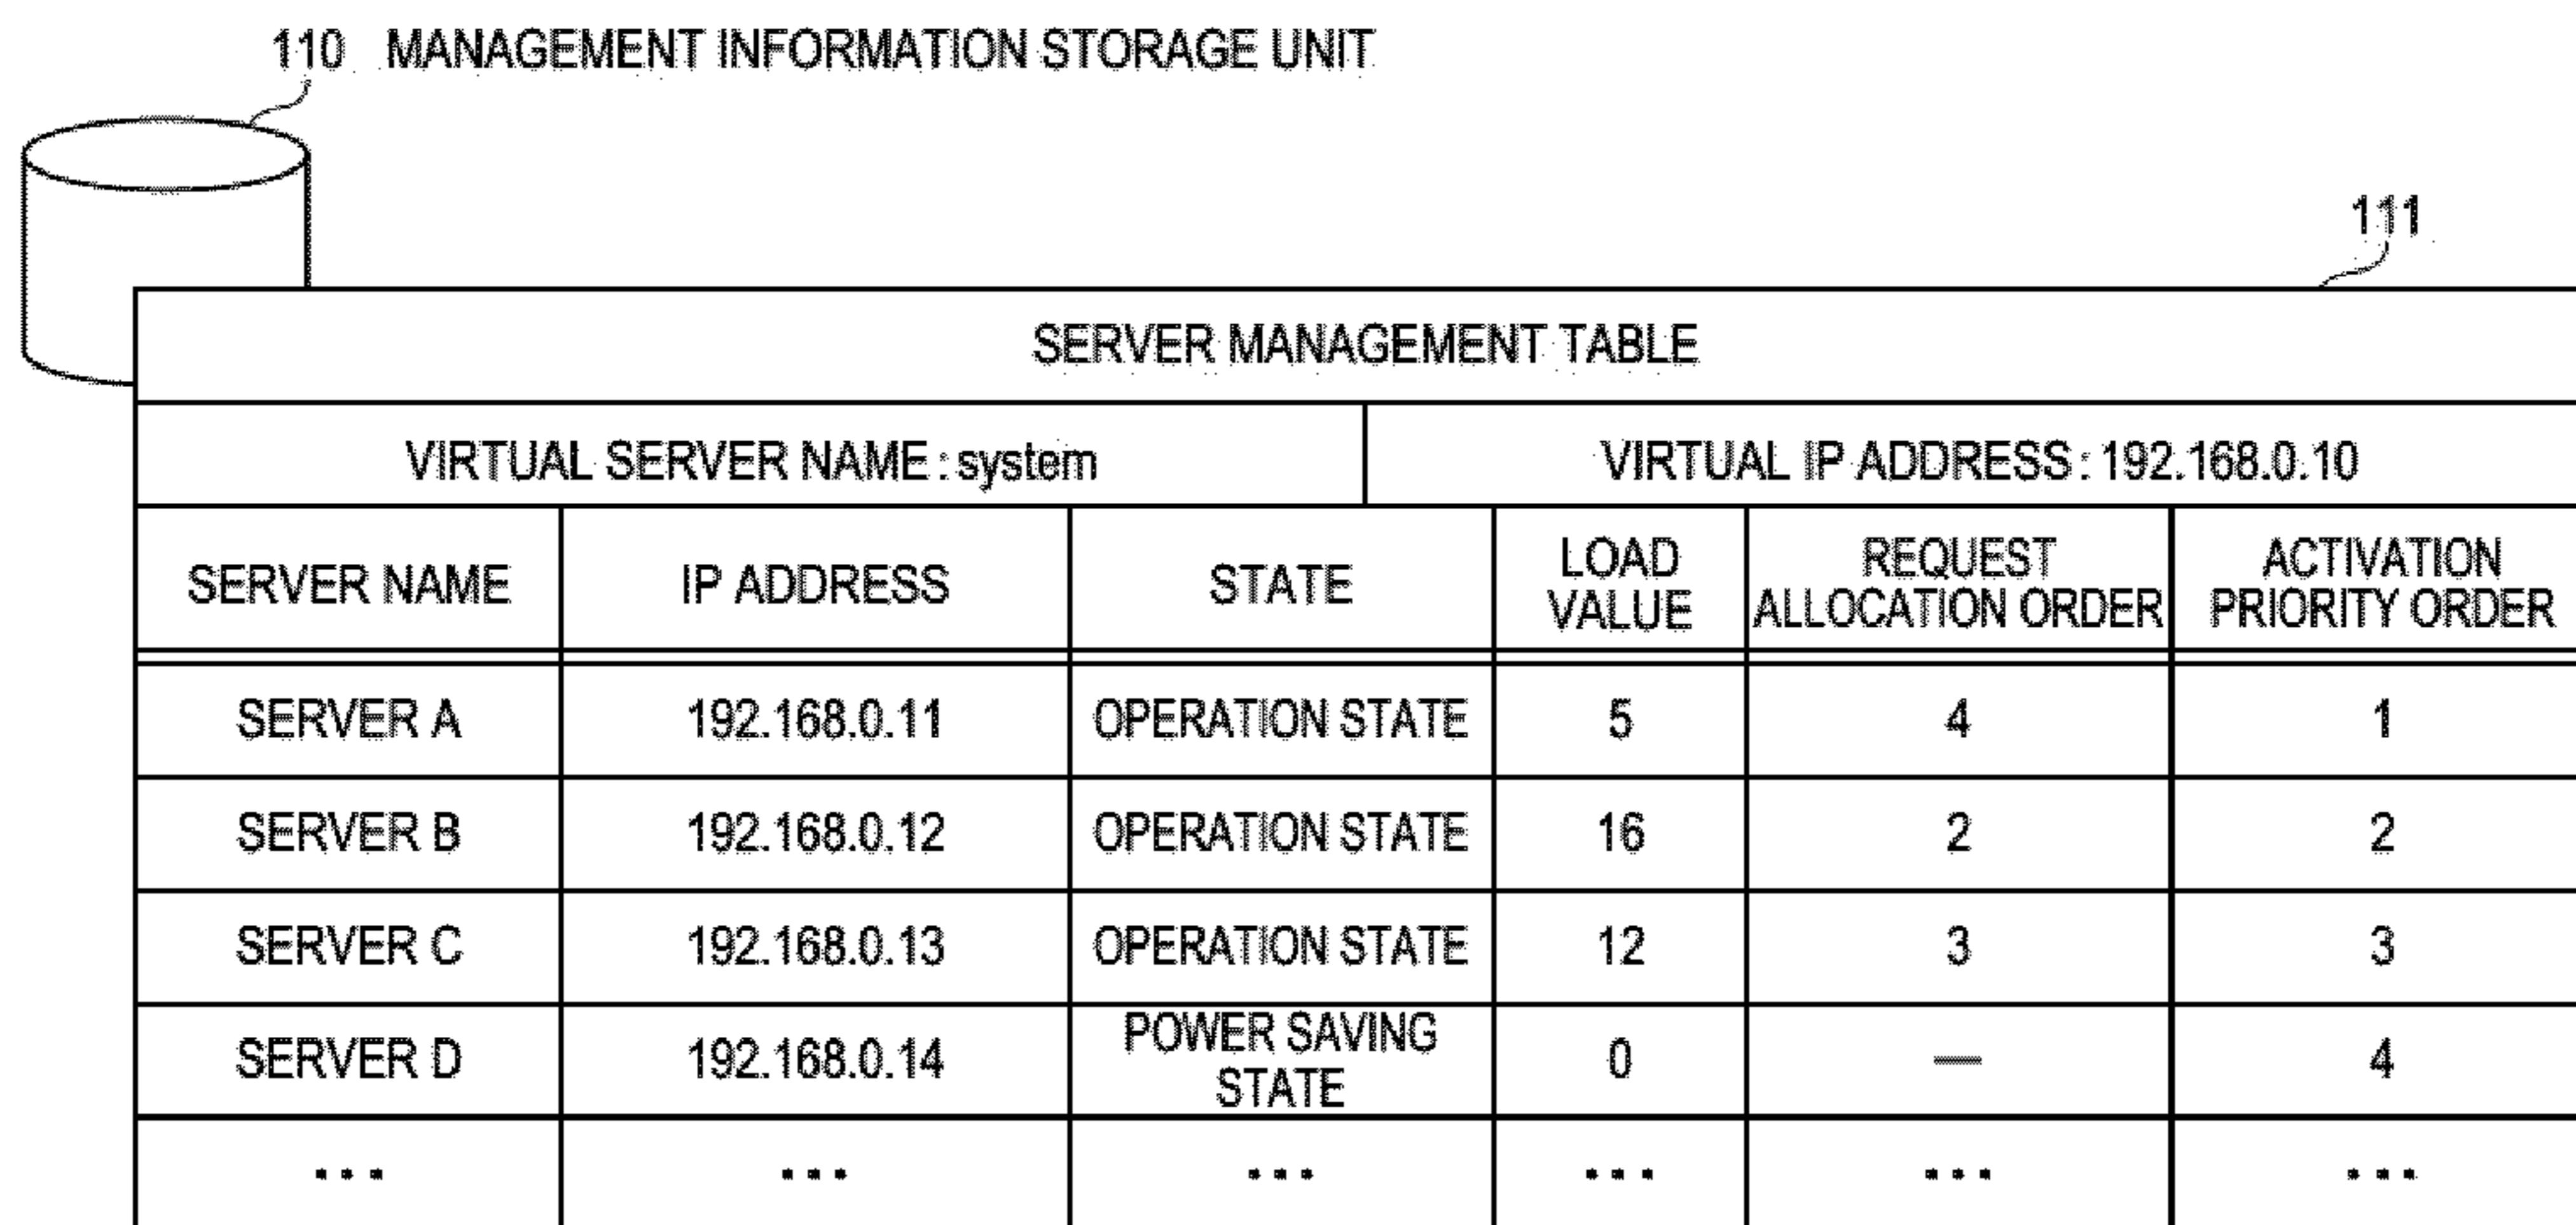 110 MANAGEMENT INFORMATION STORAGE UNIT
111
SERVER MANAGEMENT TABLE
VIRTUAL SERVER NAME : system VIRTUAL IP ADDRESS : 192.168.0.10
SERVER NAME IP ADDRESS STATE LOAD VALUE REQUEST ALLOCATION ORDER ACTIVATION PRIORITY ORDER
SERVER A 192.168.0.11 OPERATION STATE 5 4 1
SERVER B 192.168.0.12 OPERATION STATE 16 2 2
SERVER C 192.168.0.13 OPERATION STATE 12 3 3
SERVER D 192.168.0.14 POWER SAVING STATE 0 — 4
... ... ... ... ... ...